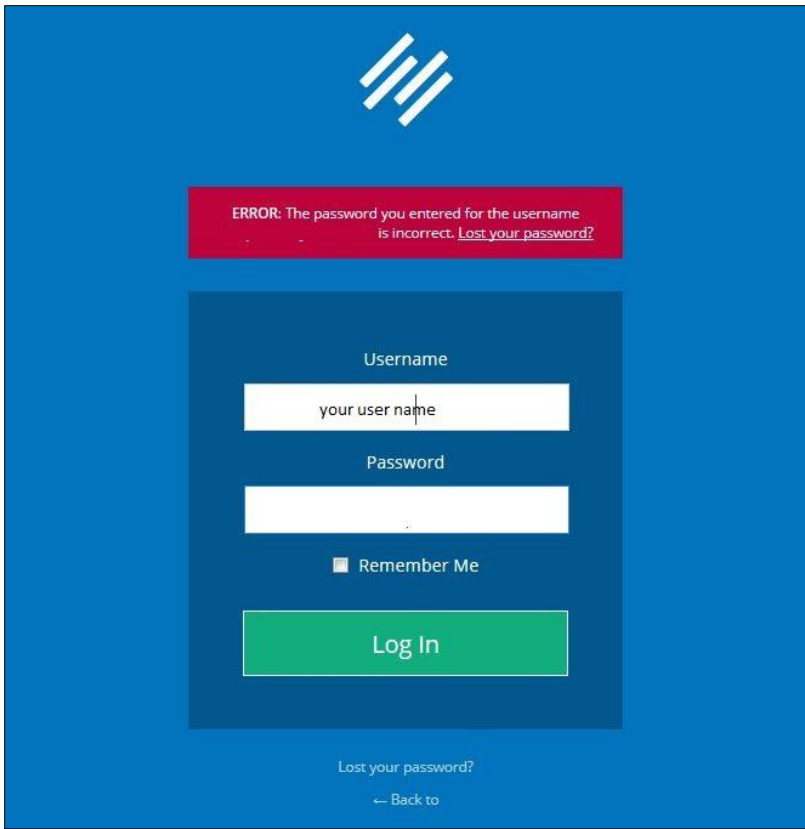 ERROR: The password you entered for the username
is incorrect. Lost your password?
Username
your user name
Password
Remember Me
Log In
Lost your password?
← Back to